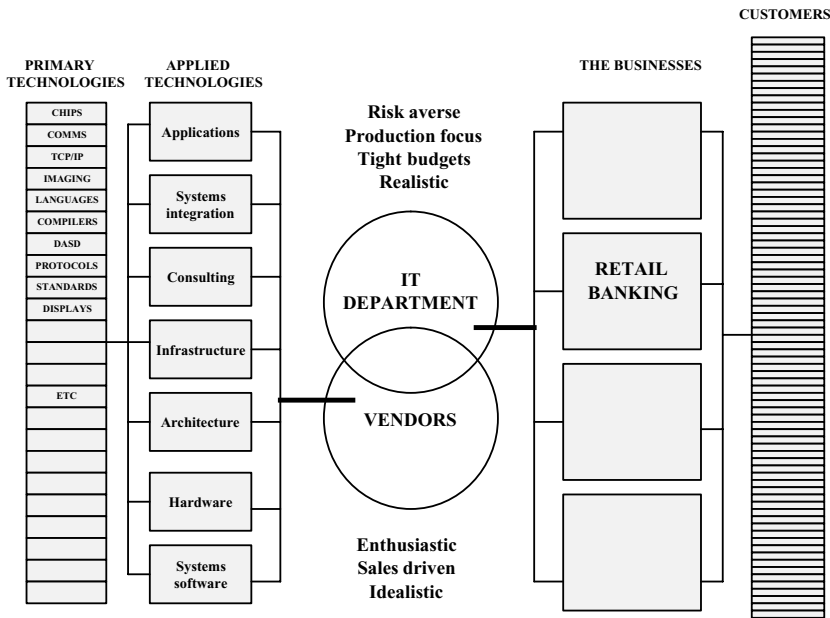 CUSTOMERS
PRIMARY
TECHNOLOGIES
APPLIED
TECHNOLOGIES
THE BUSINESSES
CHIPS
COMMS
TCP/IP
IMAGING
LANGUAGES
COMPILERS
DASD
PROTOCOLS
STANDARDS
DISPLAYS
ETC
Applications
Systems
integration
Consulting
Infrastructure
Architecture
Hardware
Systems
software
Risk averse
Production focus
Tight budgets
Realistic
IT
DEPARTMENT
VENDORS
Enthusiastic
Sales driven
Idealistic
RETAIL
BANKING